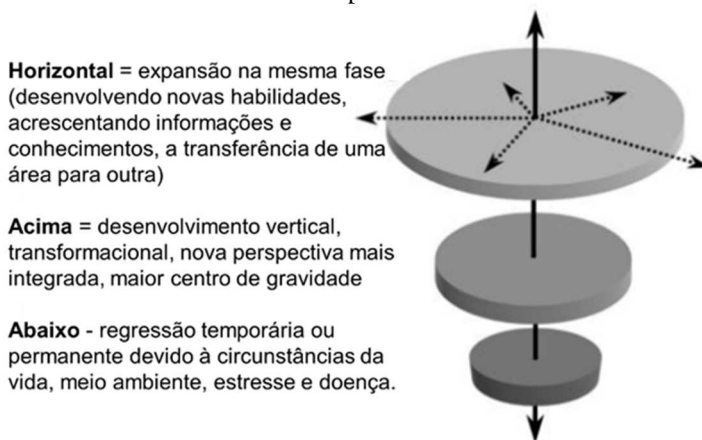 Horizontal = expansão na mesma fase
(desenvolvendo novas habilidades,
acrescentando informações e
conhecimentos, a transferência de uma
área para outra)
Acima = desenvolvimento vertical,
transformacional, nova perspectiva mais
integrada, maior centro de gravidade
Abaixo - regressão temporária ou
permanente devido à circunstâncias da
vida, meio ambiente, estresse e doença.